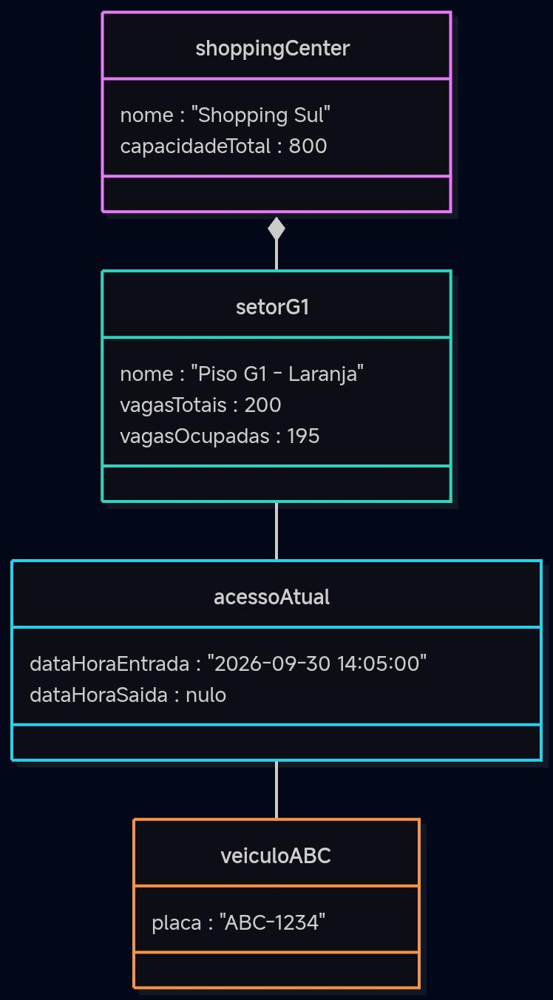 shoppingCenter
nome : "Shopping Sul"
capacidadeTotal : 800
setorG1
nome : "Piso G1 - Laranja"
vagasTotais : 200
vagasOcupadas : 195
acessoAtual
dataHoraEntrada : "2026-09-30 14:05:00"
dataHoraSaida : nulo
veiculoABC
placa : "ABC-1234"